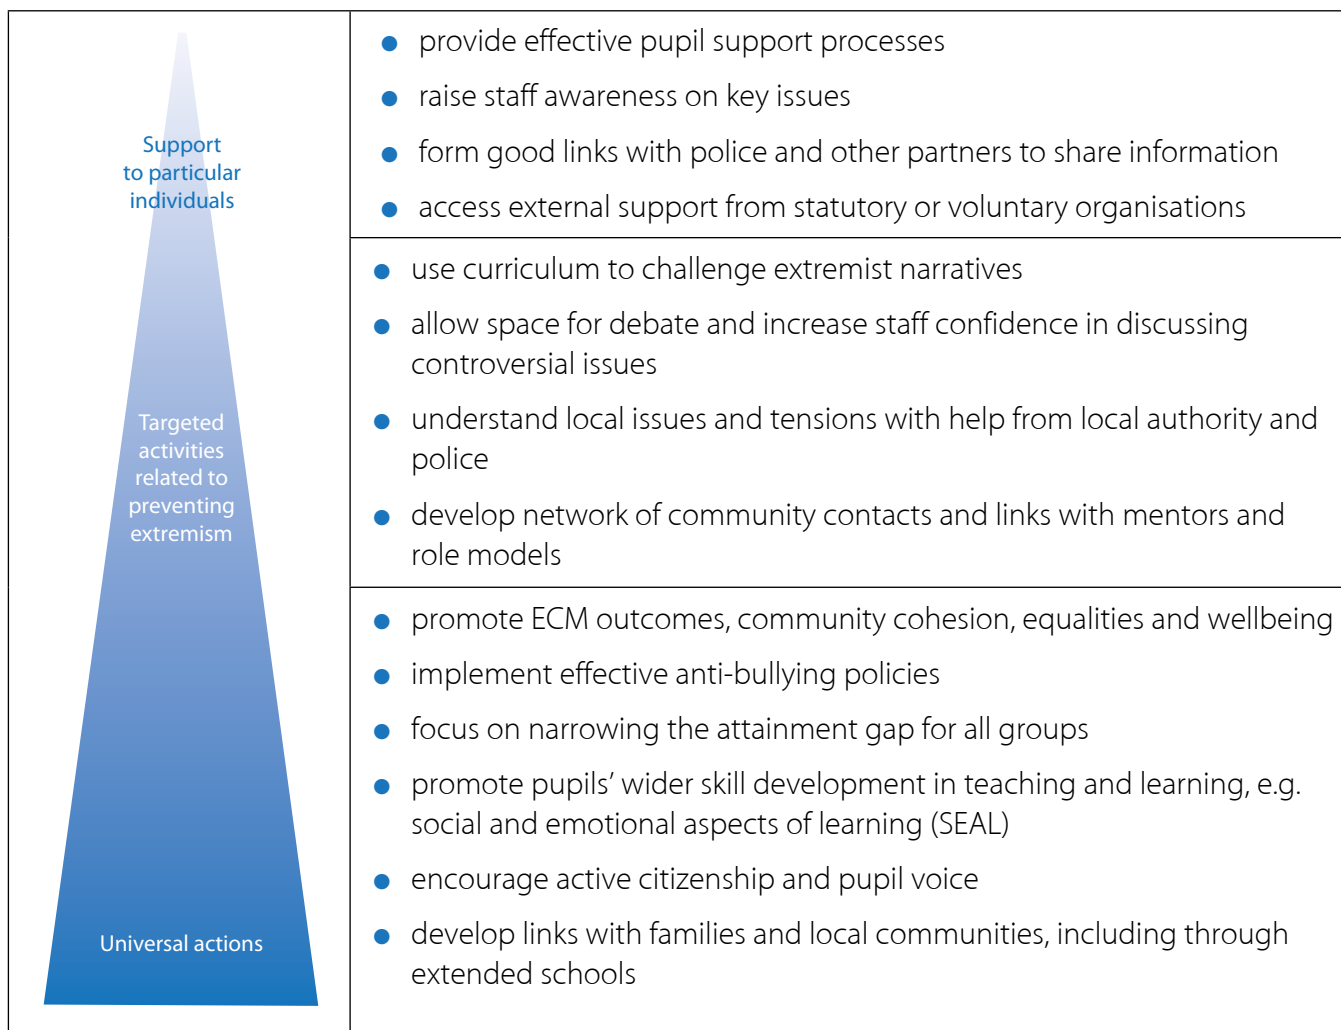 Support
to particular
individuals
● provide effective pupil support processes
● raise staff awareness on key issues
● form good links with police and other partners to share information
● access external support from statutory or voluntary organisations
Targeted
activities
related to
preventing
extremism
● use curriculum to challenge extremist narratives
● allow space for debate and increase staff confidence in discussing
controversial issues
● understand local issues and tensions with help from local authority and
police
● develop network of community contacts and links with mentors and
role models
Universal actions
● promote ECM outcomes, community cohesion, equalities and wellbeing
● implement effective anti-bullying policies
● focus on narrowing the attainment gap for all groups
● promote pupils’ wider skill development in teaching and learning, e.g.
social and emotional aspects of learning (SEAL)
● encourage active citizenship and pupil voice
● develop links with families and local communities, including through
extended schools